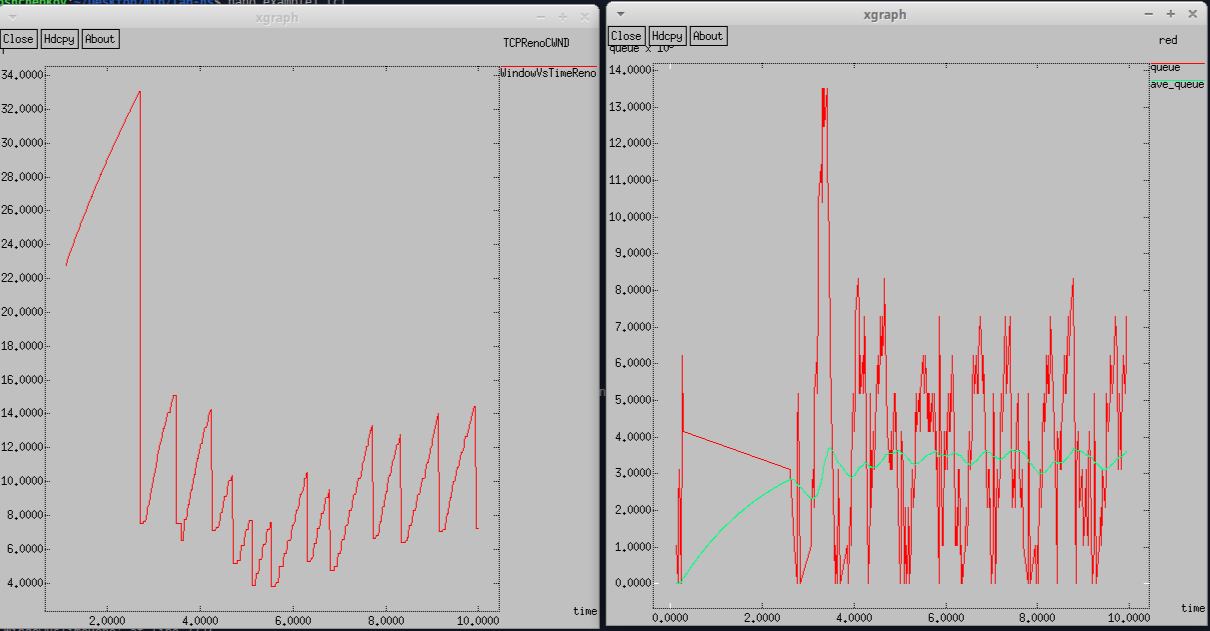 xgraph
Close Hdcpy About
TCPRenoCWND
WindowVsTimeReno
34.0000
32.0000
30.0000
28.0000
26.0000
24.0000
22.0000
20.0000
18.0000
16.0000
14.0000
12.0000
10.0000
8.0000
6.0000
4.0000
time
2.0000 4.0000 6.0000 8.0000 10.0000
xgraph
Close Hdcpy About
red
queue
ave_queue
14.0000
13.0000
12.0000
11.0000
10.0000
9.0000
8.0000
7.0000
6.0000
5.0000
4.0000
3.0000
2.0000
1.0000
0.0000
time
0.0000 2.0000 4.0000 6.0000 8.0000 10.0000